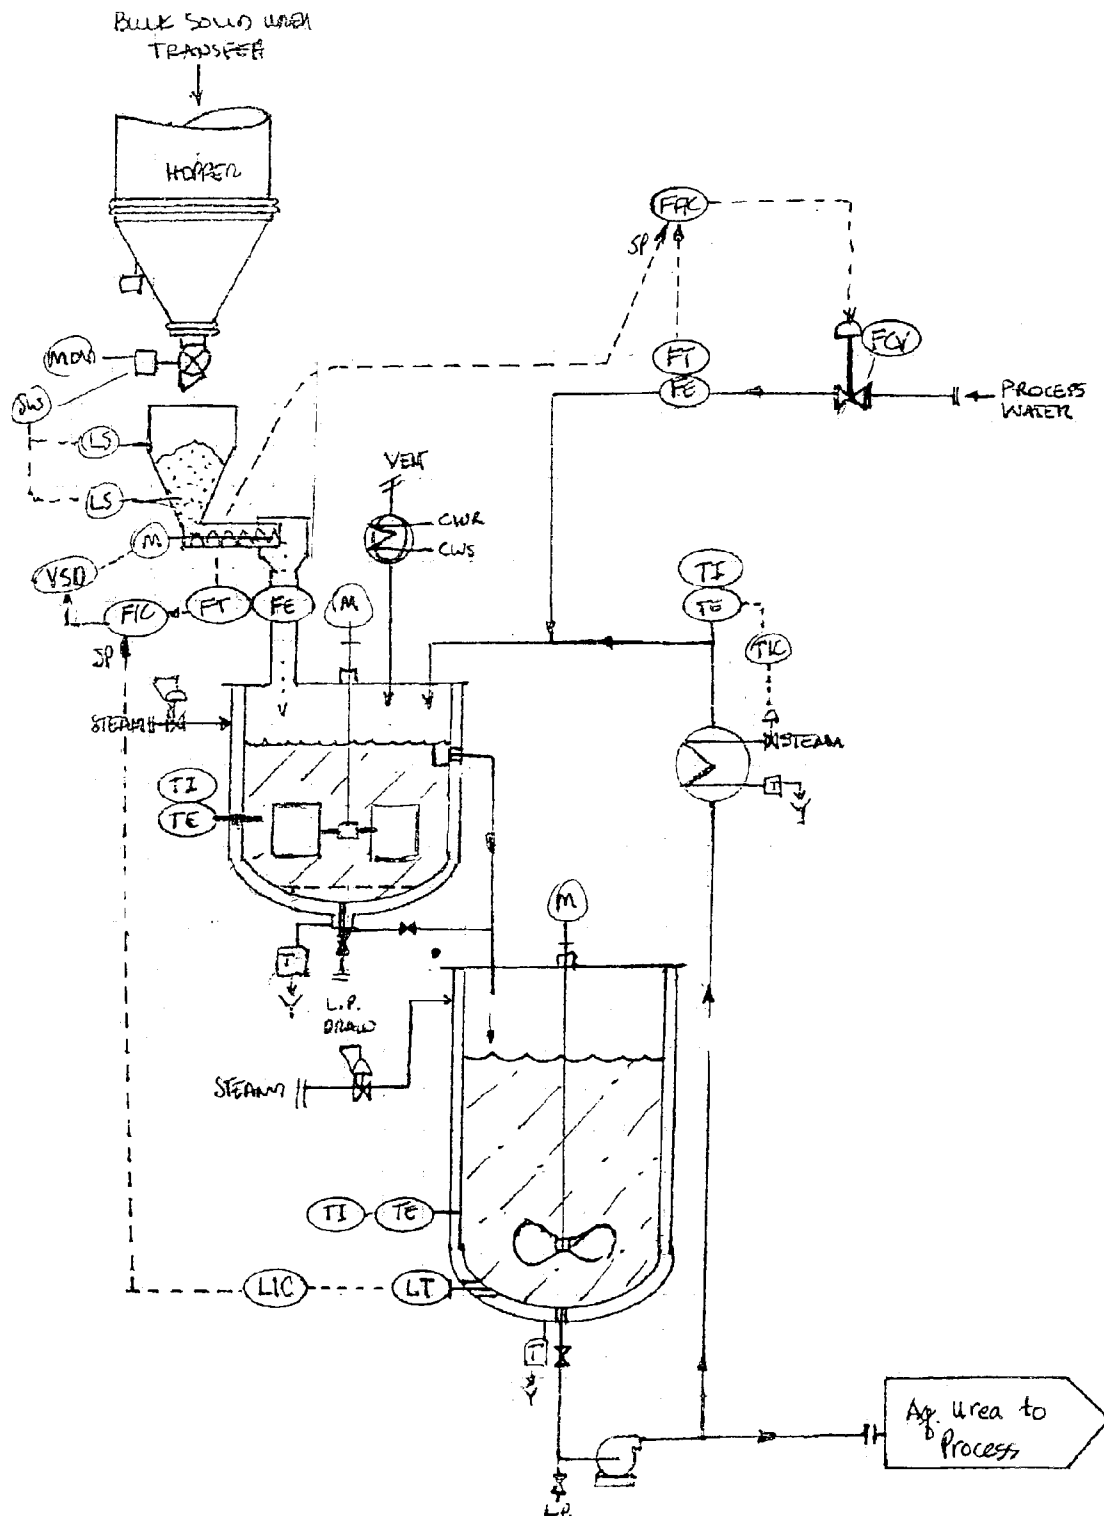 BULK SOLID UREA
TRANSFER
HOPPER
MOV
SW
LS
LS
M
VSD
FIC
FT
FE
SP
M
VENT
CWR
CWS
SP
FT
FE
FCV
PROCESS
WATER
TI
TE
TIC
STEAM
T
STEAM
TI
TE
T
L.P.
DRAIN
M
STEAM
TI
TE
LIC
LT
T
L.P.
Aq. Urea to
Process